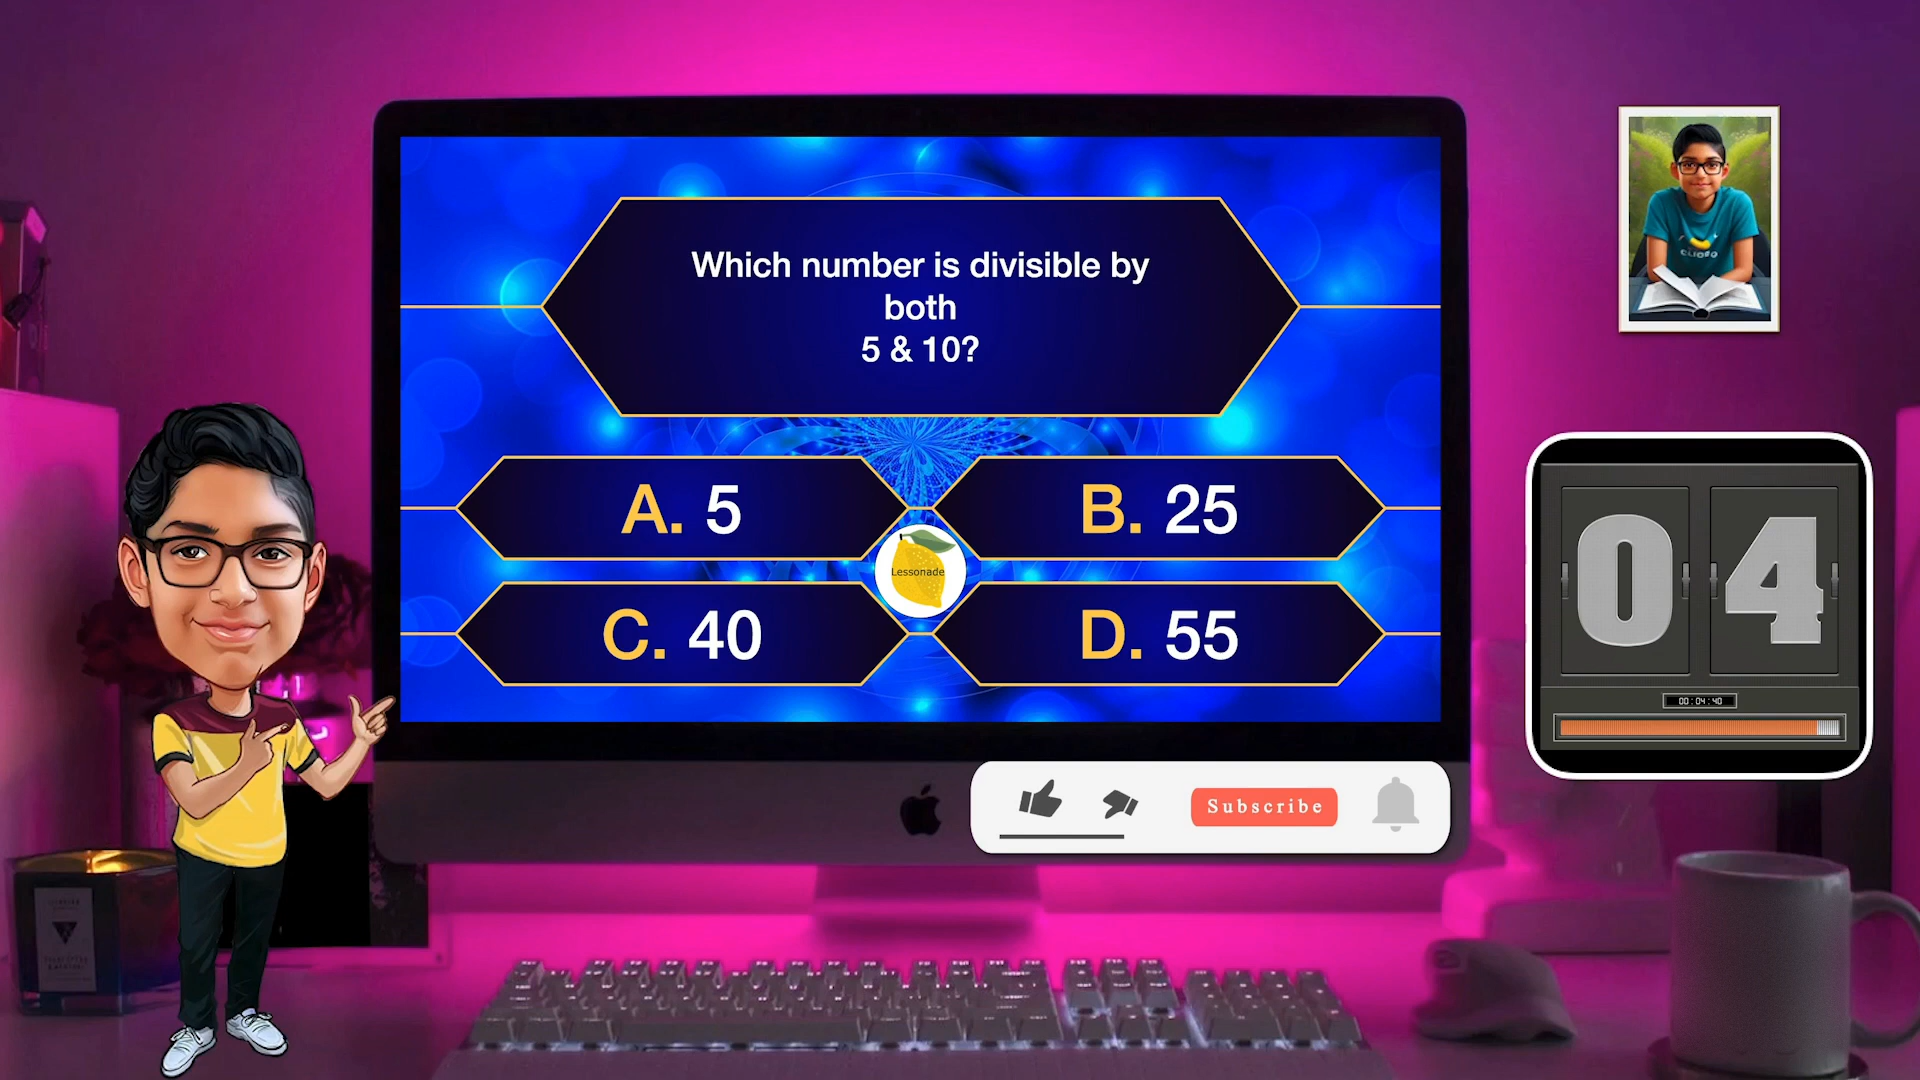 Which number is divisible by
both
5 & 10?
A. 5
B. 25
Lessonade
C. 40
D. 55
04
00:04:40
Subscribe